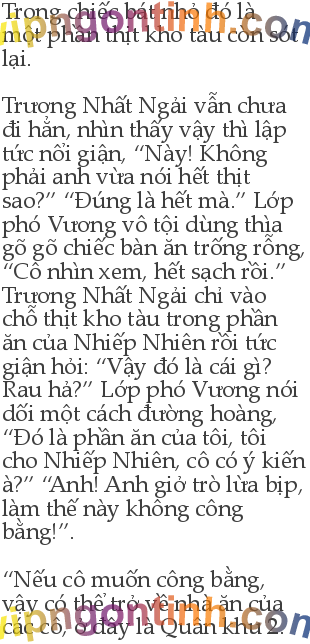 Trong chiếc bát nhỏ đó là
một phần thịt kho tàu còn sót
lại.
Trương Nhất Ngải vẫn chưa
đi hẳn, nhìn thấy vậy thì lập
tức nổi giận, “Này! Không
phải anh vừa nói hết thịt
sao?” “Đúng là hết mà.” Lớp
phó Vương vô tội dùng thìa
gõ gõ chiếc bàn ăn trống rỗng,
“Cô nhìn xem, hết sạch rồi.”
Trương Nhất Ngải chỉ vào
chỗ thịt kho tàu trong phần
ăn của Nhiếp Nhiên rồi tức
giận hỏi: “Vậy đó là cái gì?
Rau hả?” Lớp phó Vương nói
dối một cách đường hoàng,
“Đó là phần ăn của tôi, tôi
cho Nhiếp Nhiên, cô có ý kiến
à?” “Anh! Anh giở trò lừa bịp,
làm thế này không công
bằng!”.
“Nếu cô muốn công bằng,
vậy có thể trở về nhà ăn của
các cô, ở đây là Quân khu 2.
vipngontinh.com
vipngontinh.com